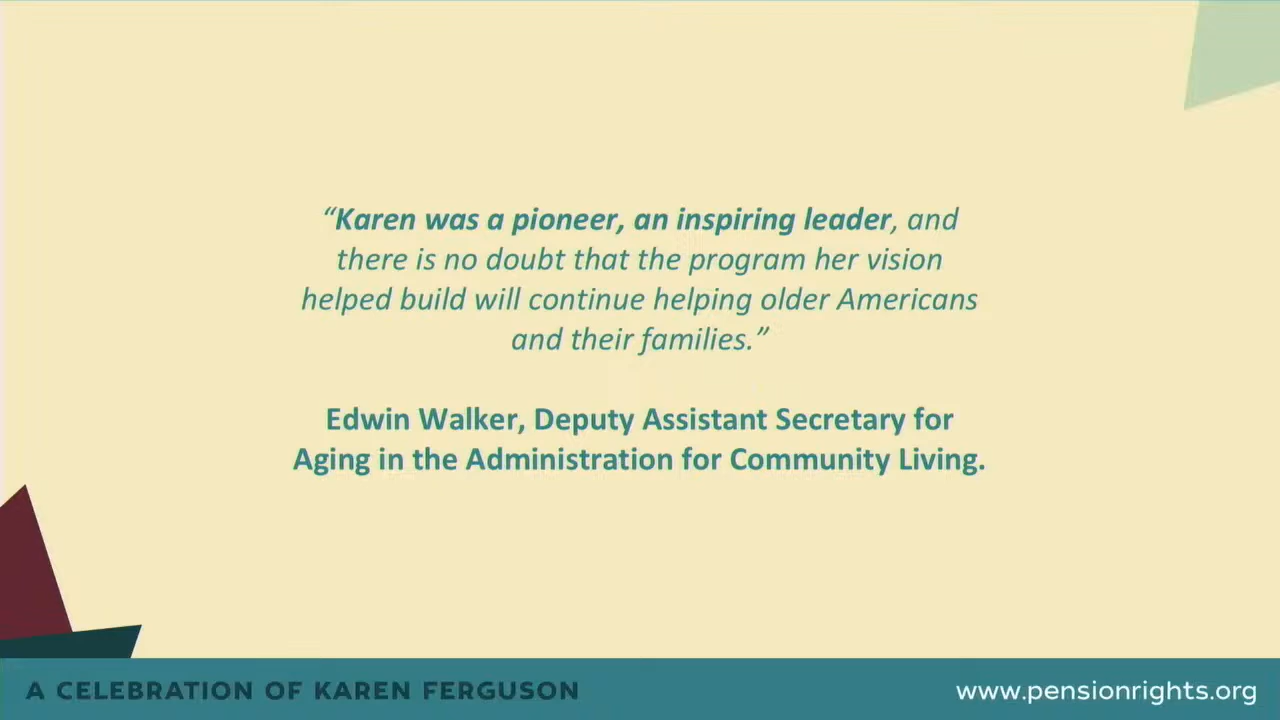 “Karen was a pioneer, an inspiring leader, and
there is no doubt that the program her vision
helped build will continue helping older Americans
and their families.”
Edwin Walker, Deputy Assistant Secretary for
Aging in the Administration for Community Living.
A CELEBRATION OF KAREN FERGUSON
www.pensionrights.org